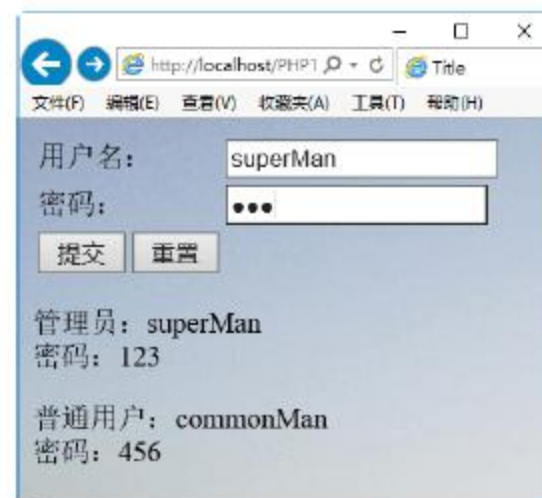 http://localhost/PHP1
Title
文件(F) 编辑(E) 查看(V) 收藏夹(A) 工具(T) 帮助(H)
用户名： superMan
密码： ●●●
提交 重置
管理员：superMan
密码：123
普通用户：commonMan
密码：456